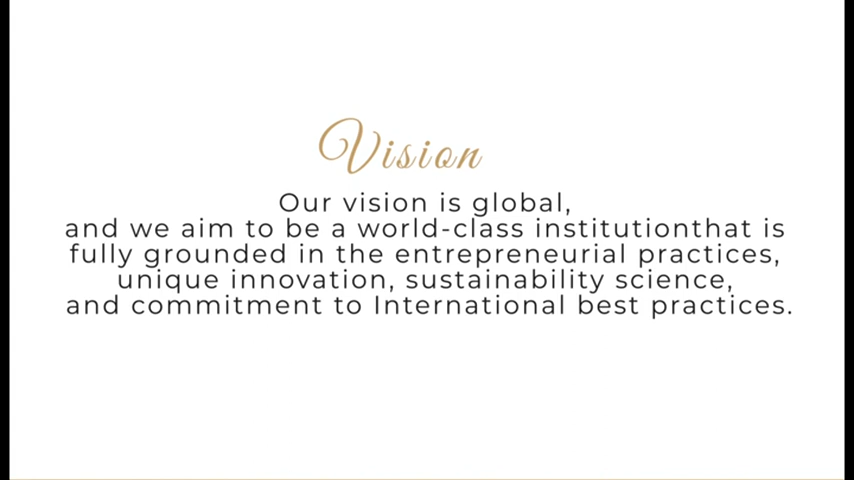 Vision
Our vision is global,
and we aim to be a world-class institutionthat is
fully grounded in the entrepreneurial practices,
unique innovation, sustainability science,
and commitment to International best practices.